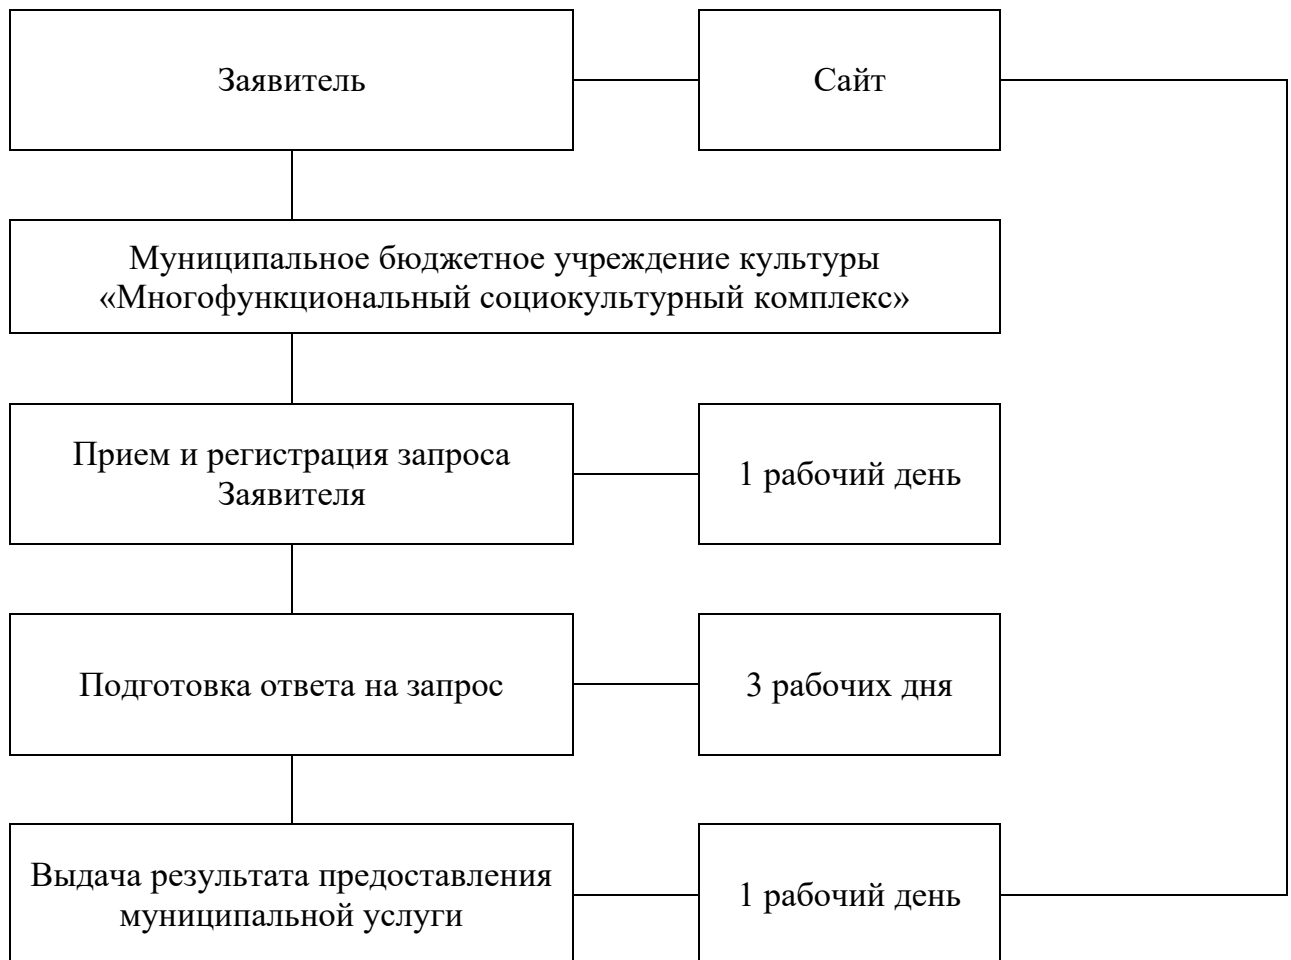 Заявитель
Сайт
Муниципальное бюджетное учреждение культуры
«Многофункциональный социокультурный комплекс»
Прием и регистрация запроса
Заявителя
1 рабочий день
Подготовка ответа на запрос
3 рабочих дня
Выдача результата предоставления
муниципальной услуги
1 рабочий день